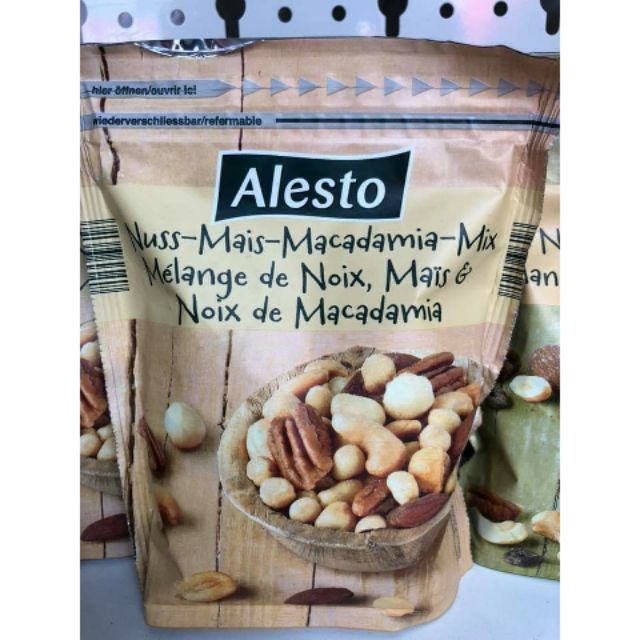 hier öffnen/ouvrir ici
wiederverschliessbar/refermable
Alesto
Nuss-Mais-Macadamia-Mix
Mélange de Noix, Maïs &
Noix de Macadamia
N